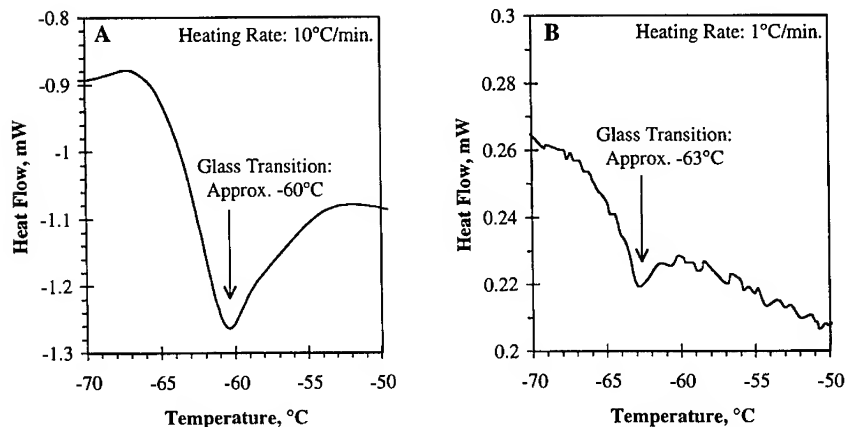 A
Heating Rate: 10°C/min.
-0.8
-0.9
-1
-1.1
-1.2
-1.3
Heat Flow, mW
Glass Transition:
Approx. -60°C
-70
-65
-60
-55
-50
Temperature, °C
B
Heating Rate: 1°C/min.
0.3
0.28
0.26
0.24
0.22
0.2
Heat Flow, mW
Glass Transition:
Approx. -63°C
-70
-65
-60
-55
-50
Temperature, °C